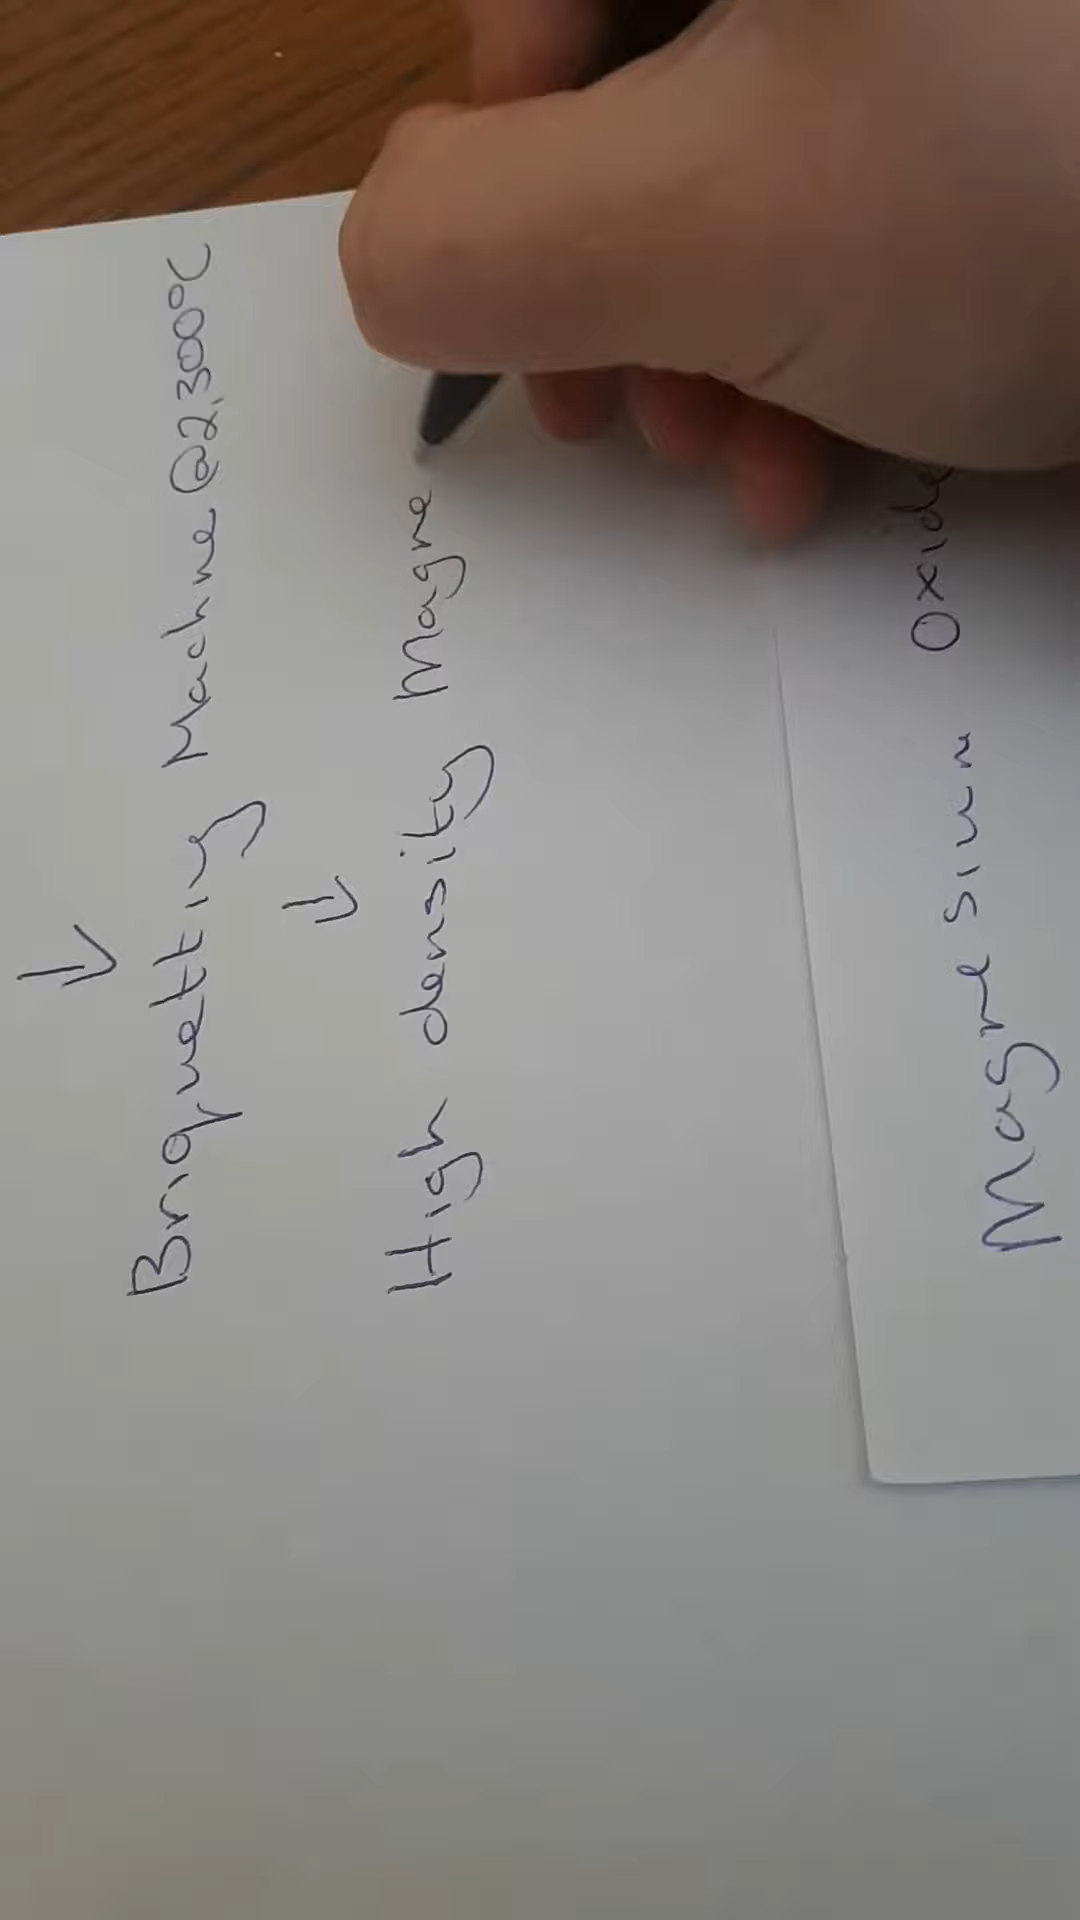 ↓
Briquetting Machine @2,300°C
↓
High density Magne
Magnesium Oxide